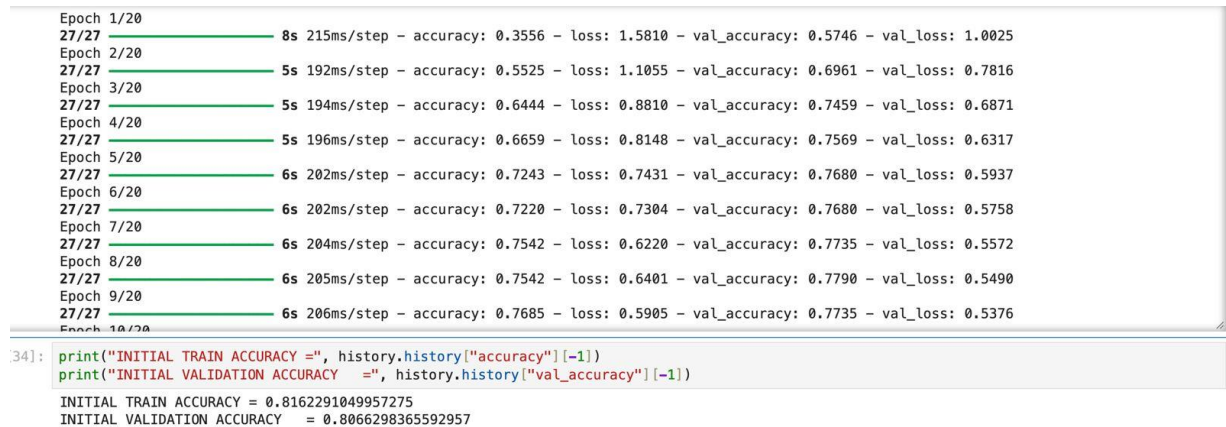 Epoch 1/20
27/27 8s 215ms/step - accuracy: 0.3556 - loss: 1.5810 - val_accuracy: 0.5746 - val_loss: 1.0025
Epoch 2/20
27/27 5s 192ms/step - accuracy: 0.5525 - loss: 1.1055 - val_accuracy: 0.6961 - val_loss: 0.7816
Epoch 3/20
27/27 5s 194ms/step - accuracy: 0.6444 - loss: 0.8810 - val_accuracy: 0.7459 - val_loss: 0.6871
Epoch 4/20
27/27 5s 196ms/step - accuracy: 0.6659 - loss: 0.8148 - val_accuracy: 0.7569 - val_loss: 0.6317
Epoch 5/20
27/27 6s 202ms/step - accuracy: 0.7243 - loss: 0.7431 - val_accuracy: 0.7680 - val_loss: 0.5937
Epoch 6/20
27/27 6s 202ms/step - accuracy: 0.7220 - loss: 0.7304 - val_accuracy: 0.7680 - val_loss: 0.5758
Epoch 7/20
27/27 6s 204ms/step - accuracy: 0.7542 - loss: 0.6220 - val_accuracy: 0.7735 - val_loss: 0.5572
Epoch 8/20
27/27 6s 205ms/step - accuracy: 0.7542 - loss: 0.6401 - val_accuracy: 0.7790 - val_loss: 0.5490
Epoch 9/20
27/27 6s 206ms/step - accuracy: 0.7685 - loss: 0.5905 - val_accuracy: 0.7735 - val_loss: 0.5376
Epoch 10/20
34]: print("INITIAL TRAIN ACCURACY =", history.history["accuracy"][-1])
print("INITIAL VALIDATION ACCURACY   =", history.history["val_accuracy"][-1])
INITIAL TRAIN ACCURACY = 0.8162291049957275
INITIAL VALIDATION ACCURACY   = 0.8066298365592957